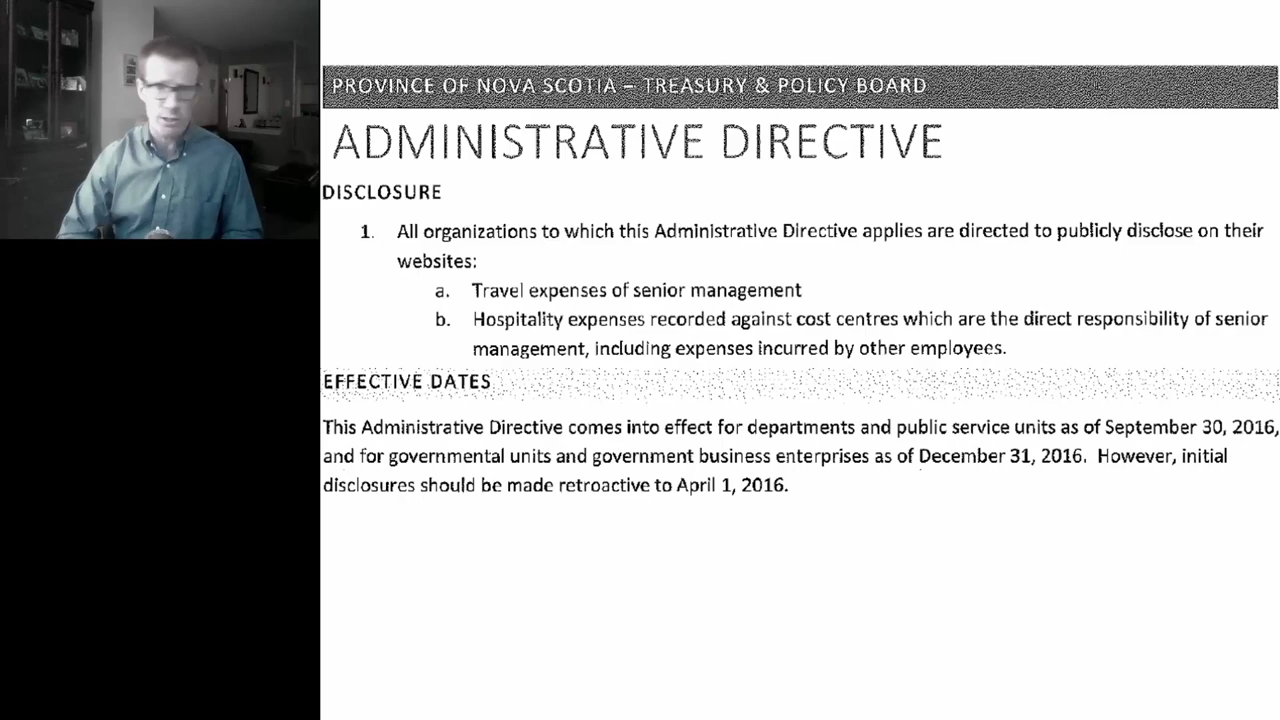 PROVINCE OF NOVA SCOTIA – TREASURY & POLICY BOARD
ADMINISTRATIVE DIRECTIVE
DISCLOSURE
1. All organizations to which this Administrative Directive applies are directed to publicly disclose on their
websites:
a. Travel expenses of senior management
b. Hospitality expenses recorded against cost centres which are the direct responsibility of senior
management, including expenses incurred by other employees.
EFFECTIVE DATES
This Administrative Directive comes into effect for departments and public service units as of September 30, 2016,
and for governmental units and government business enterprises as of December 31, 2016. However, initial
disclosures should be made retroactive to April 1, 2016.